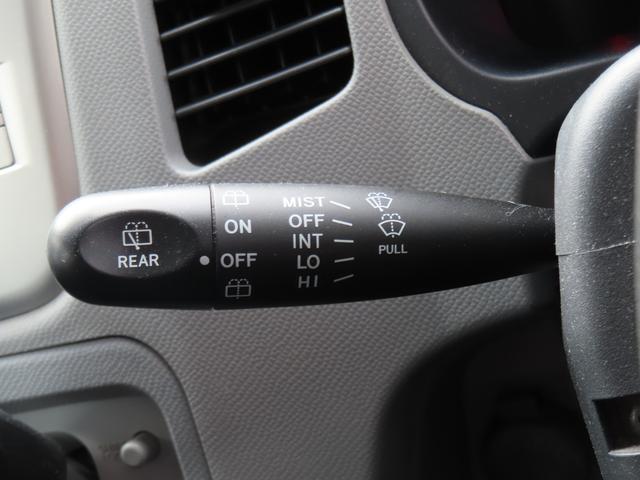 REAR
ON
OFF
MIST
OFF
INT
LO
HI
PULL